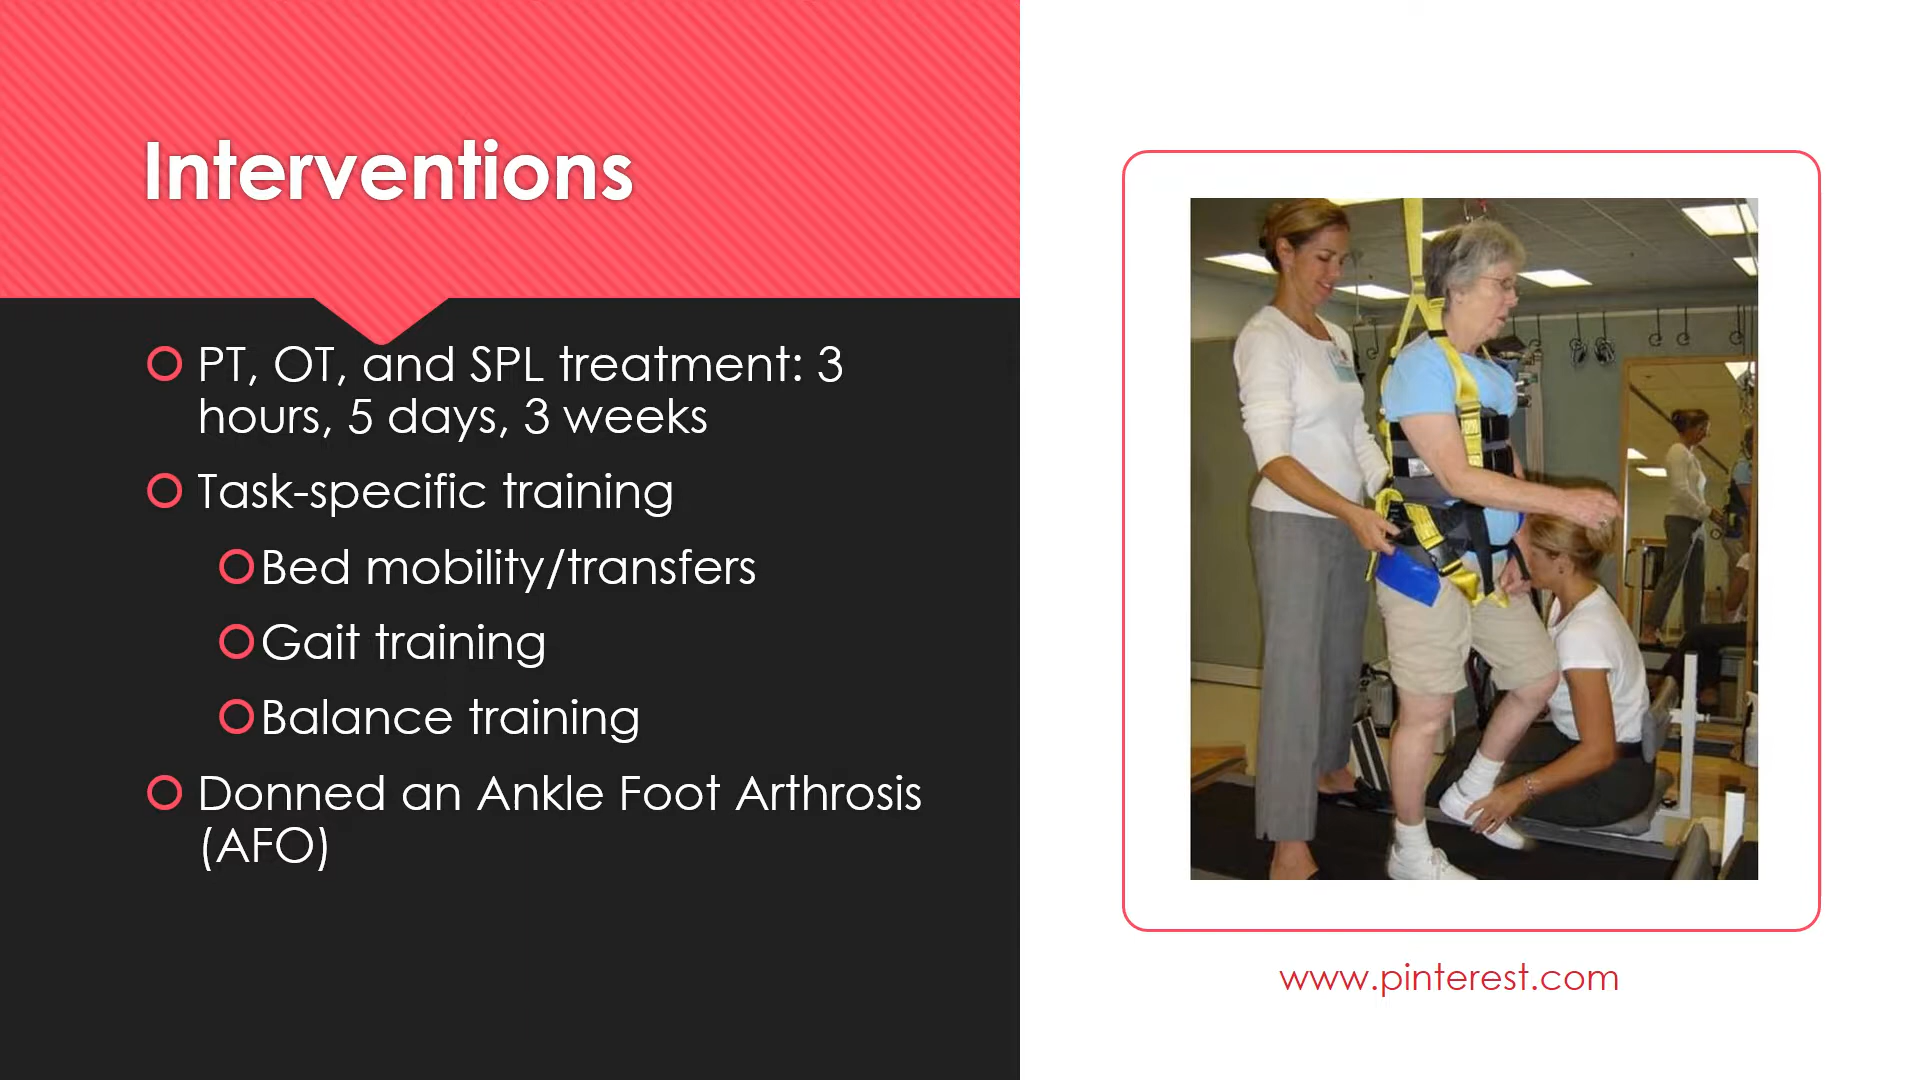 Interventions
PT, OT, and SPL treatment: 3
hours, 5 days, 3 weeks
Task-specific training
Bed mobility/transfers
Gait training
Balance training
Donned an Ankle Foot Arthrosis
(AFO)
www.pinterest.com